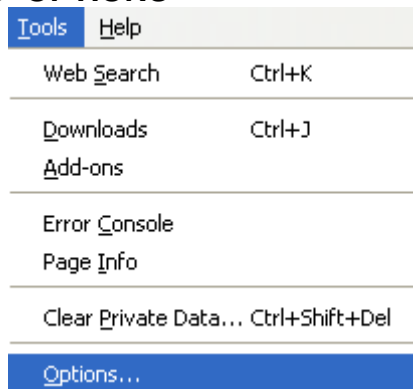 Tools Help
Web Search Ctrl+K
Downloads Ctrl+J
Add-ons
Error Console
Page Info
Clear Private Data... Ctrl+Shift+Del
Options...